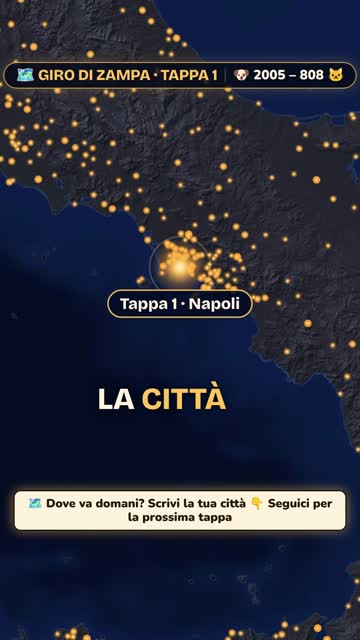 🗺️ GIRO DI ZAMPA • TAPPA 1 | 🐶 2005 – 808 🐱
Tappa 1 • Napoli
LA CITTÀ
🗺️ Dove va domani? Scrivi la tua città 👇 Seguici per
la prossima tappa